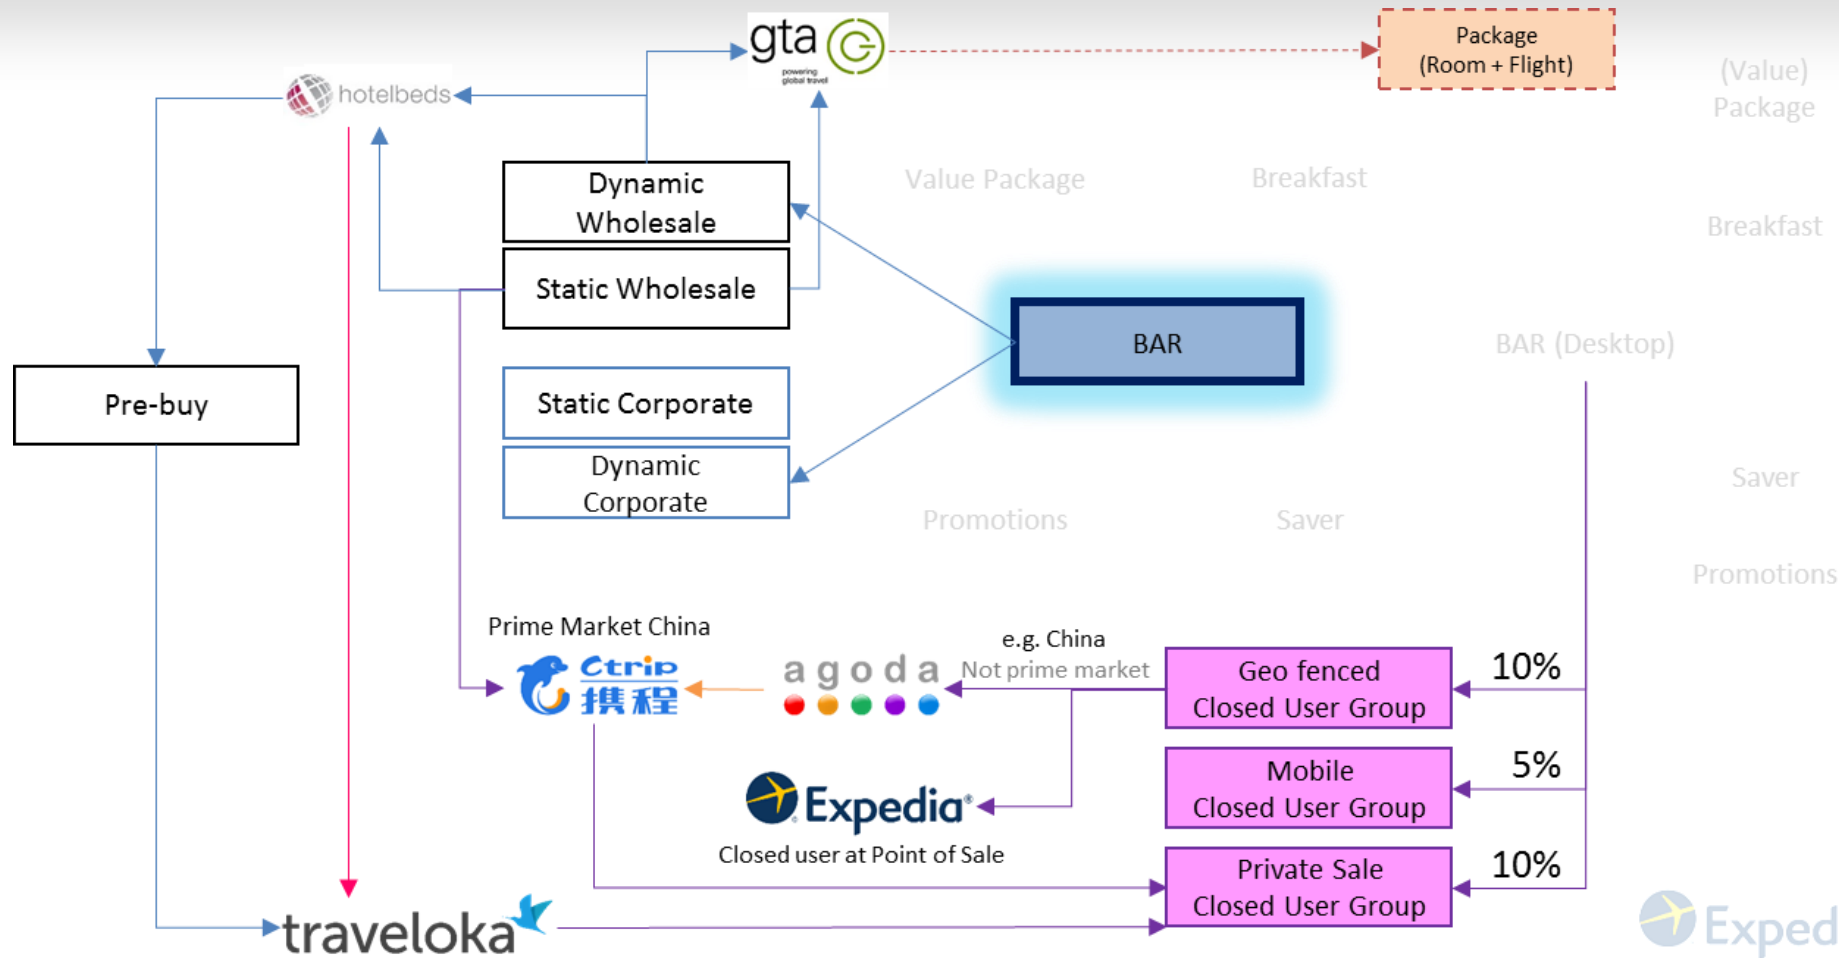 gta
powering
global travel
Package
(Room + Flight)
(Value)
Package
hotelbeds
Dynamic
Wholesale
Value Package
Breakfast
Breakfast
Static Wholesale
BAR
BAR (Desktop)
Pre-buy
Static Corporate
Dynamic
Corporate
Saver
Promotions
Saver
Promotions
Prime Market China
Ctrip
携程
agoda
e.g. China
Not prime market
Geo fenced
Closed User Group
10%
Expedia®
Closed user at Point of Sale
Mobile
Closed User Group
5%
Private Sale
Closed User Group
10%
traveloka
Exped